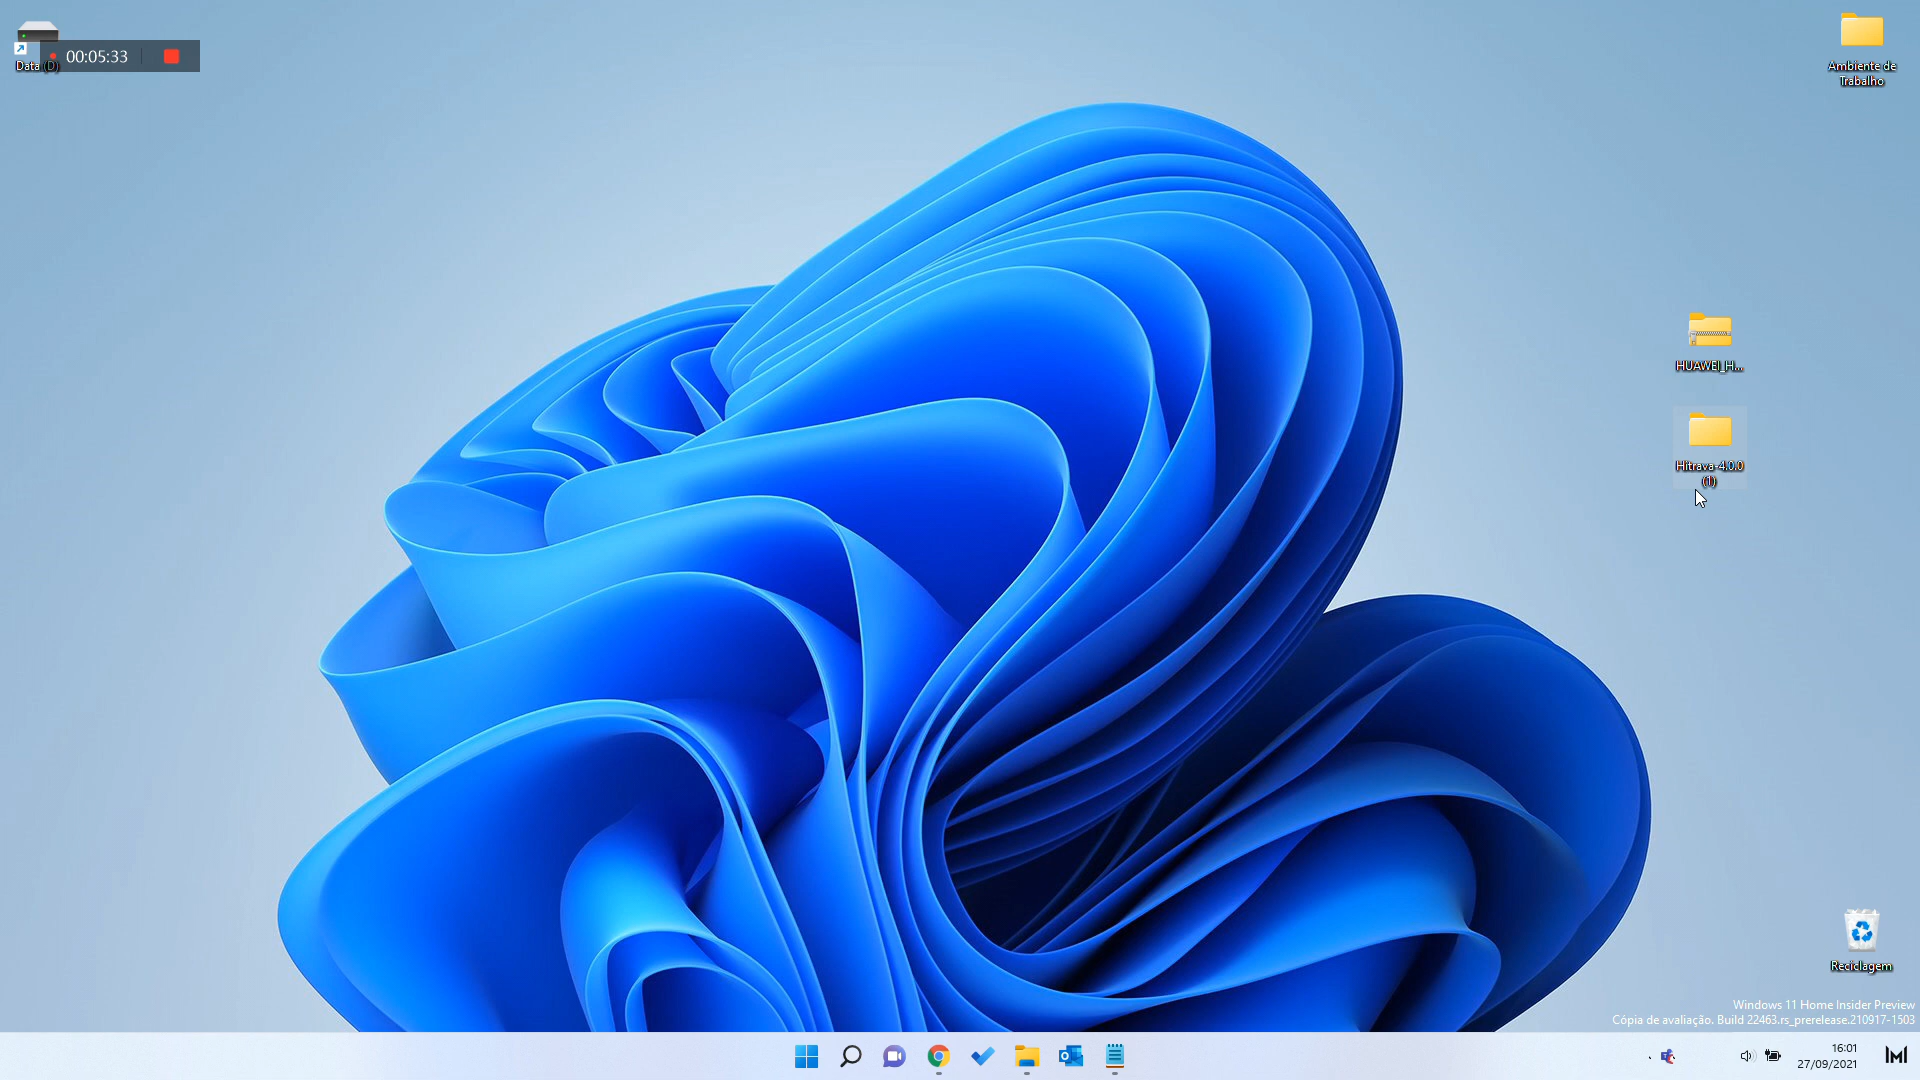 00:05:33
Data (D)
Ambiente de
Trabalho
HUAWEI_H...
Hitrava-4.0.0
(1)
Reciclagem
Windows 11 Home Insider Preview
Cópia de avaliação. Build 22463.rs_prerelease.210917-1503
16:01
27/09/2021